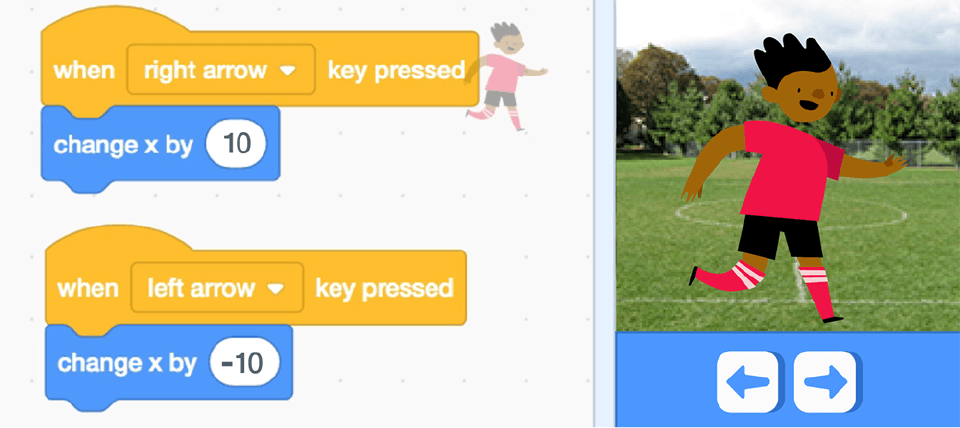 when right arrow key pressed
change x by 10
when left arrow key pressed
change x by -10